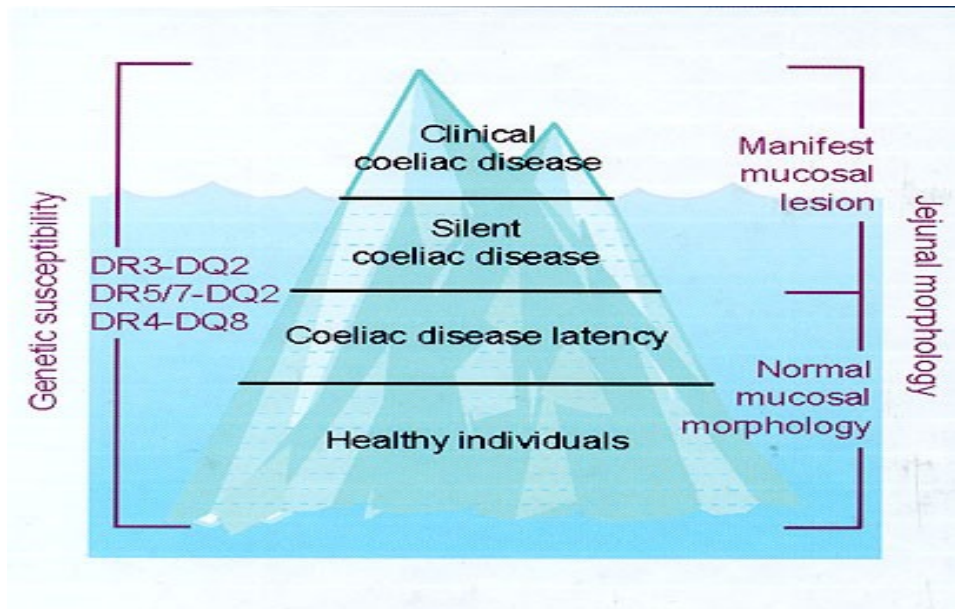 Clinical
coeliac disease
Silent
coeliac disease
Coeliac disease latency
Healthy individuals
Genetic susceptibility
DR3-DQ2
DR5/7-DQ2
DR4-DQ8
Manifest
mucosal
lesion
Normal
mucosal
morphology
Jejunal morphology